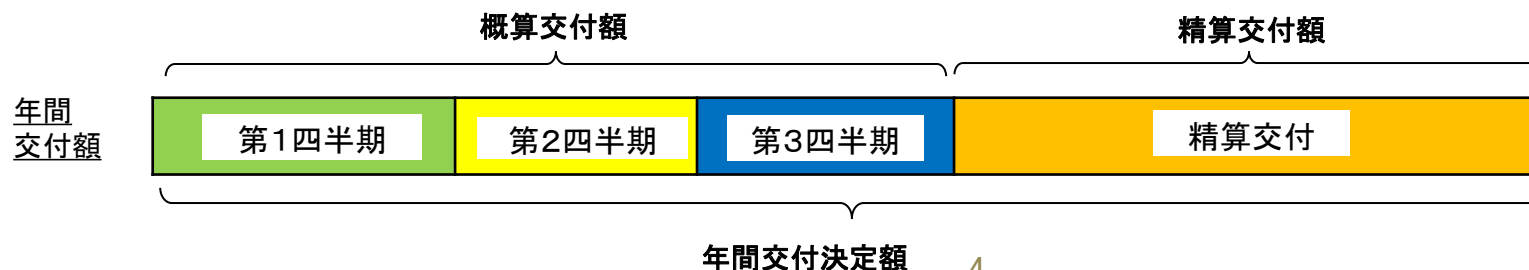 概算交付額
精算交付額
年間
交付額
第1四半期
第2四半期
第3四半期
精算交付
年間交付決定額
4